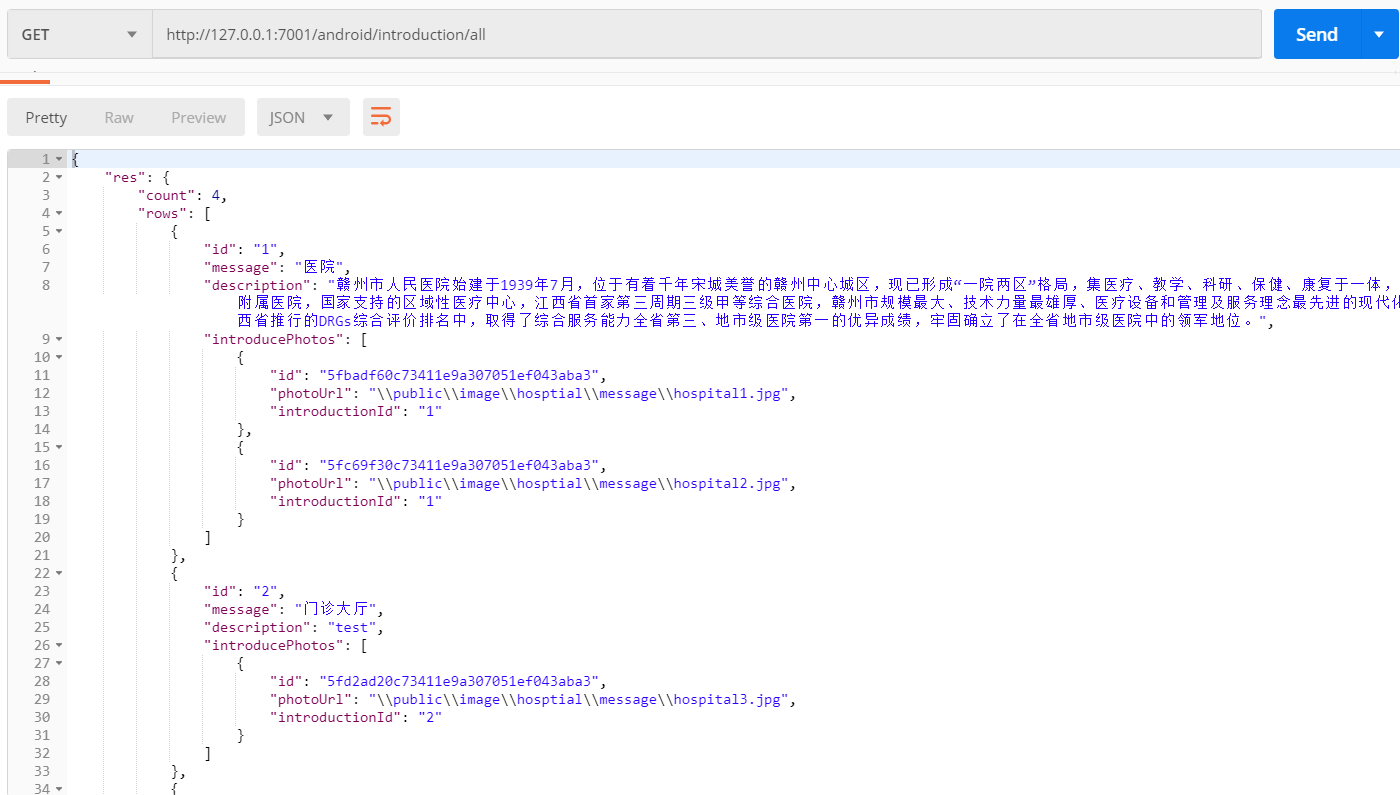 GET http://127.0.0.1:7001/android/introduction/all Send
Pretty Raw Preview JSON
1 {
2 "res": {
3 "count": 4,
4 "rows": [
5 {
6 "id": "1",
7 "message": "医院",
8 "description": "赣州市人民医院始建于1939年7月，位于有着千年宋城美誉的赣州中心城区，现已形成“一院两区”格局，集医疗、教学、科研、保健、康复于一体，
附属医院，国家支持的区域性医疗中心，江西省首家第三周期三级甲等综合医院，赣州市规模最大、技术力量最雄厚、医疗设备和管理及服务理念最先进的现代化
西省推行的DRGs综合评价排名中，取得了综合服务能力全省第三、地市级医院第一的优异成绩，牢固确立了在全省地市级医院中的领军地位。",
9 "introducePhotos": [
10 {
11 "id": "5fbadf60c73411e9a307051ef043aba3",
12 "photoUrl": "\\public\\image\\hosptial\\message\\hospital1.jpg",
13 "introductionId": "1"
14 },
15 {
16 "id": "5fc69f30c73411e9a307051ef043aba3",
17 "photoUrl": "\\public\\image\\hosptial\\message\\hospital2.jpg",
18 "introductionId": "1"
19 }
20 ]
21 },
22 {
23 "id": "2",
24 "message": "门诊大厅",
25 "description": "test",
26 "introducePhotos": [
27 {
28 "id": "5fd2ad20c73411e9a307051ef043aba3",
29 "photoUrl": "\\public\\image\\hosptial\\message\\hospital3.jpg",
30 "introductionId": "2"
31 }
32 ]
33 },
34 {